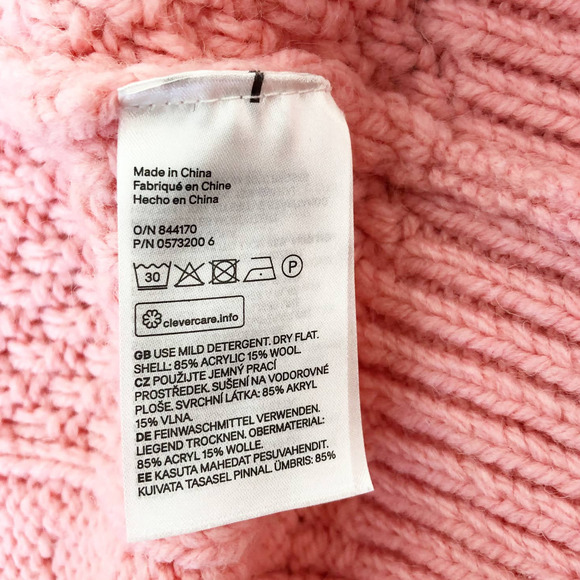 Made in China
Fabriqué en Chine
Hecho en China
O/N 844170
P/N 0573200 6
30
P
clevercare.info
GB USE MILD DETERGENT. DRY FLAT.
SHELL: 85% ACRYLIC 15% WOOL.
CZ POUŽIJTE JEMNÝ PRACÍ
PROSTŘEDEK. SUŠENÍ NA VODOROVNÉ
PLOŠE. SVRCHNÍ LÁTKA: 85% AKRYL
15% VLNA.
DE FEINWASCHMITTEL VERWENDEN.
LIEGEND TROCKNEN. OBERMATERIAL:
85% ACRYL 15% WOLLE.
EE KASUTA MAHEDAT PESUVAHENDIT.
KUIVATA TASASEL PINNAL. ÜMBRIS: 85%